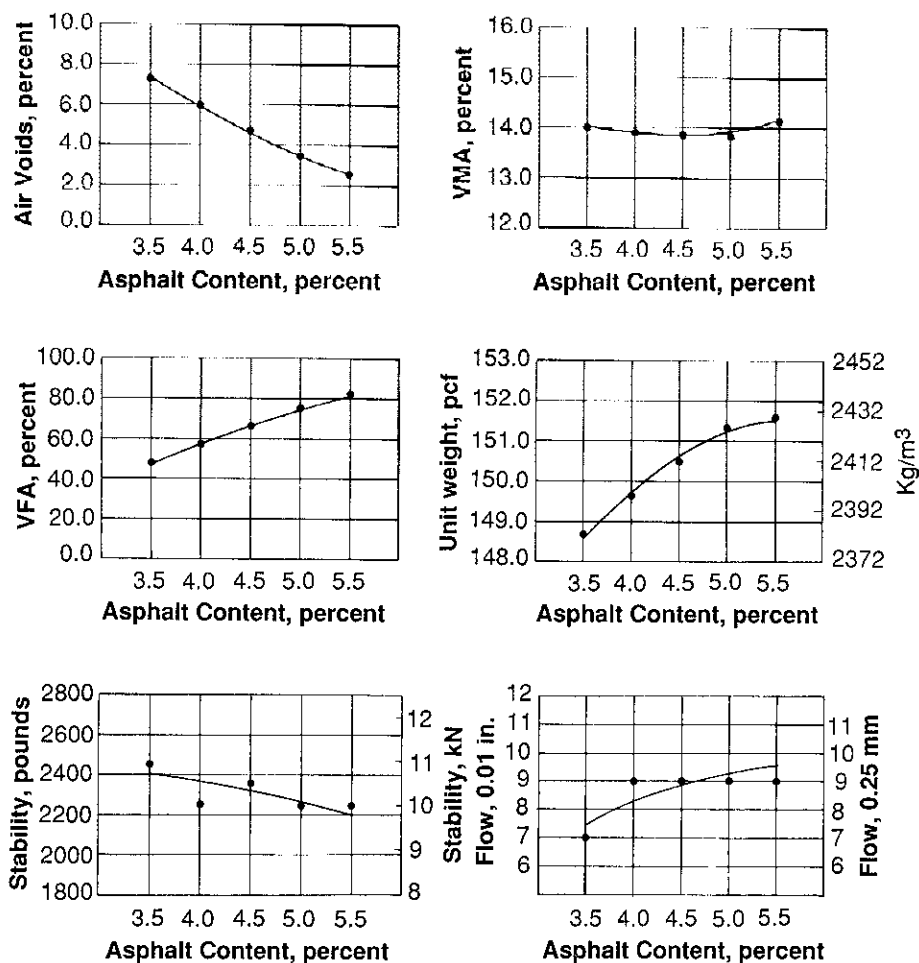 Air Voids, percent
10.0
8.0
6.0
4.0
2.0
0.0
3.5 4.0 4.5 5.0 5.5
Asphalt Content, percent
VMA, percent
16.0
15.0
14.0
13.0
12.0
3.5 4.0 4.5 5.0 5.5
Asphalt Content, percent
VFA, percent
100.0
80.0
60.0
40.0
20.0
0.0
3.5 4.0 4.5 5.0 5.5
Asphalt Content, percent
Unit weight, pcf
153.0
152.0
151.0
150.0
149.0
148.0
2452
2432
2412
2392
2372
Kg/m³
3.5 4.0 4.5 5.0 5.5
Asphalt Content, percent
Stability, pounds
2800
2600
2400
2200
2000
1800
12
11
10
9
8
Stability, kN
3.5 4.0 4.5 5.0 5.5
Asphalt Content, percent
Flow, 0.01 in.
12
11
10
9
8
7
6
11
10
9
8
7
6
Flow, 0.25 mm
3.5 4.0 4.5 5.0 5.5
Asphalt Content, percent